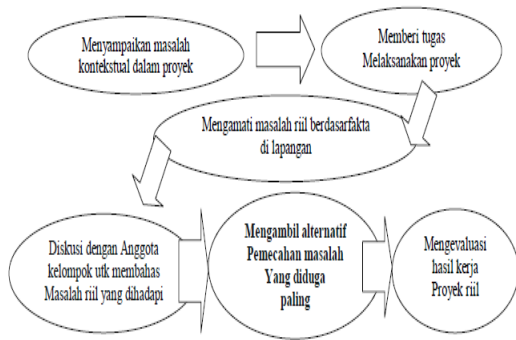 Menyampaikan masalah
kontekstual dalam proyek
Memberi tugas
Melaksanakan proyek
Mengamati masalah riil berdasarfakta
di lapangan
Diskusi dengan Anggota
kelompok utk membahas
Masalah riil yang dihadapi
Mengambil alternatif
Pemecahan masalah
Yang diduga
paling
Mengevaluasi
hasil kerja
Proyek riil